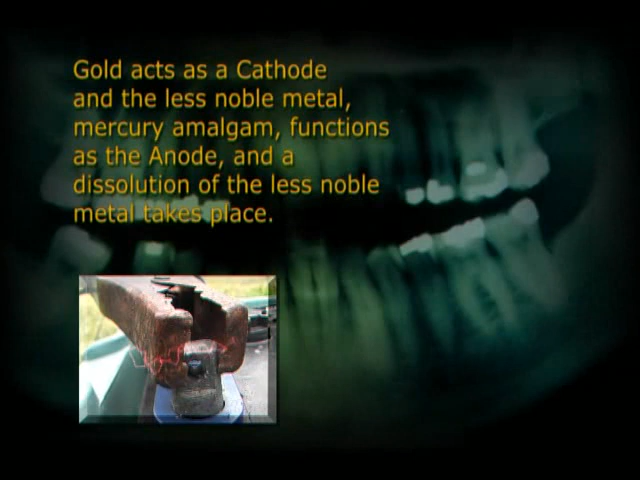 Gold acts as a Cathode
and the less noble metal,
mercury amalgam, functions
as the Anode, and a
dissolution of the less noble
metal takes place.